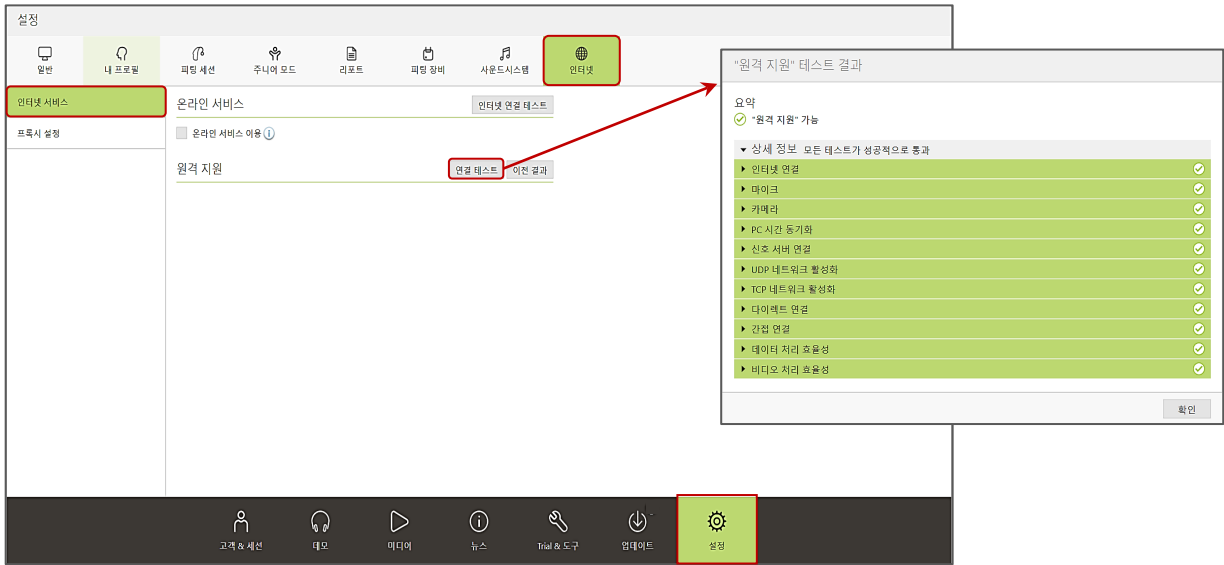 설정
일반
내 프로필
피팅 세션
주니어 모드
리포트
피팅 장비
사운드시스템
인터넷
인터넷 서비스
프록시 설정
온라인 서비스
인터넷 연결 테스트
온라인 서비스 이용
원격 지원
연결 테스트
이전 결과
"원격 지원" 테스트 결과
요약
"원격 지원" 가능
상세 정보 모든 테스트가 성공적으로 통과
인터넷 연결
마이크
카메라
PC 시간 동기화
신호 서버 연결
UDP 네트워크 활성화
TCP 네트워크 활성화
다이렉트 연결
간접 연결
데이터 처리 효율성
비디오 처리 효율성
확인
고객 & 세션
데모
미디어
뉴스
Trial & 도구
업데이트
설정